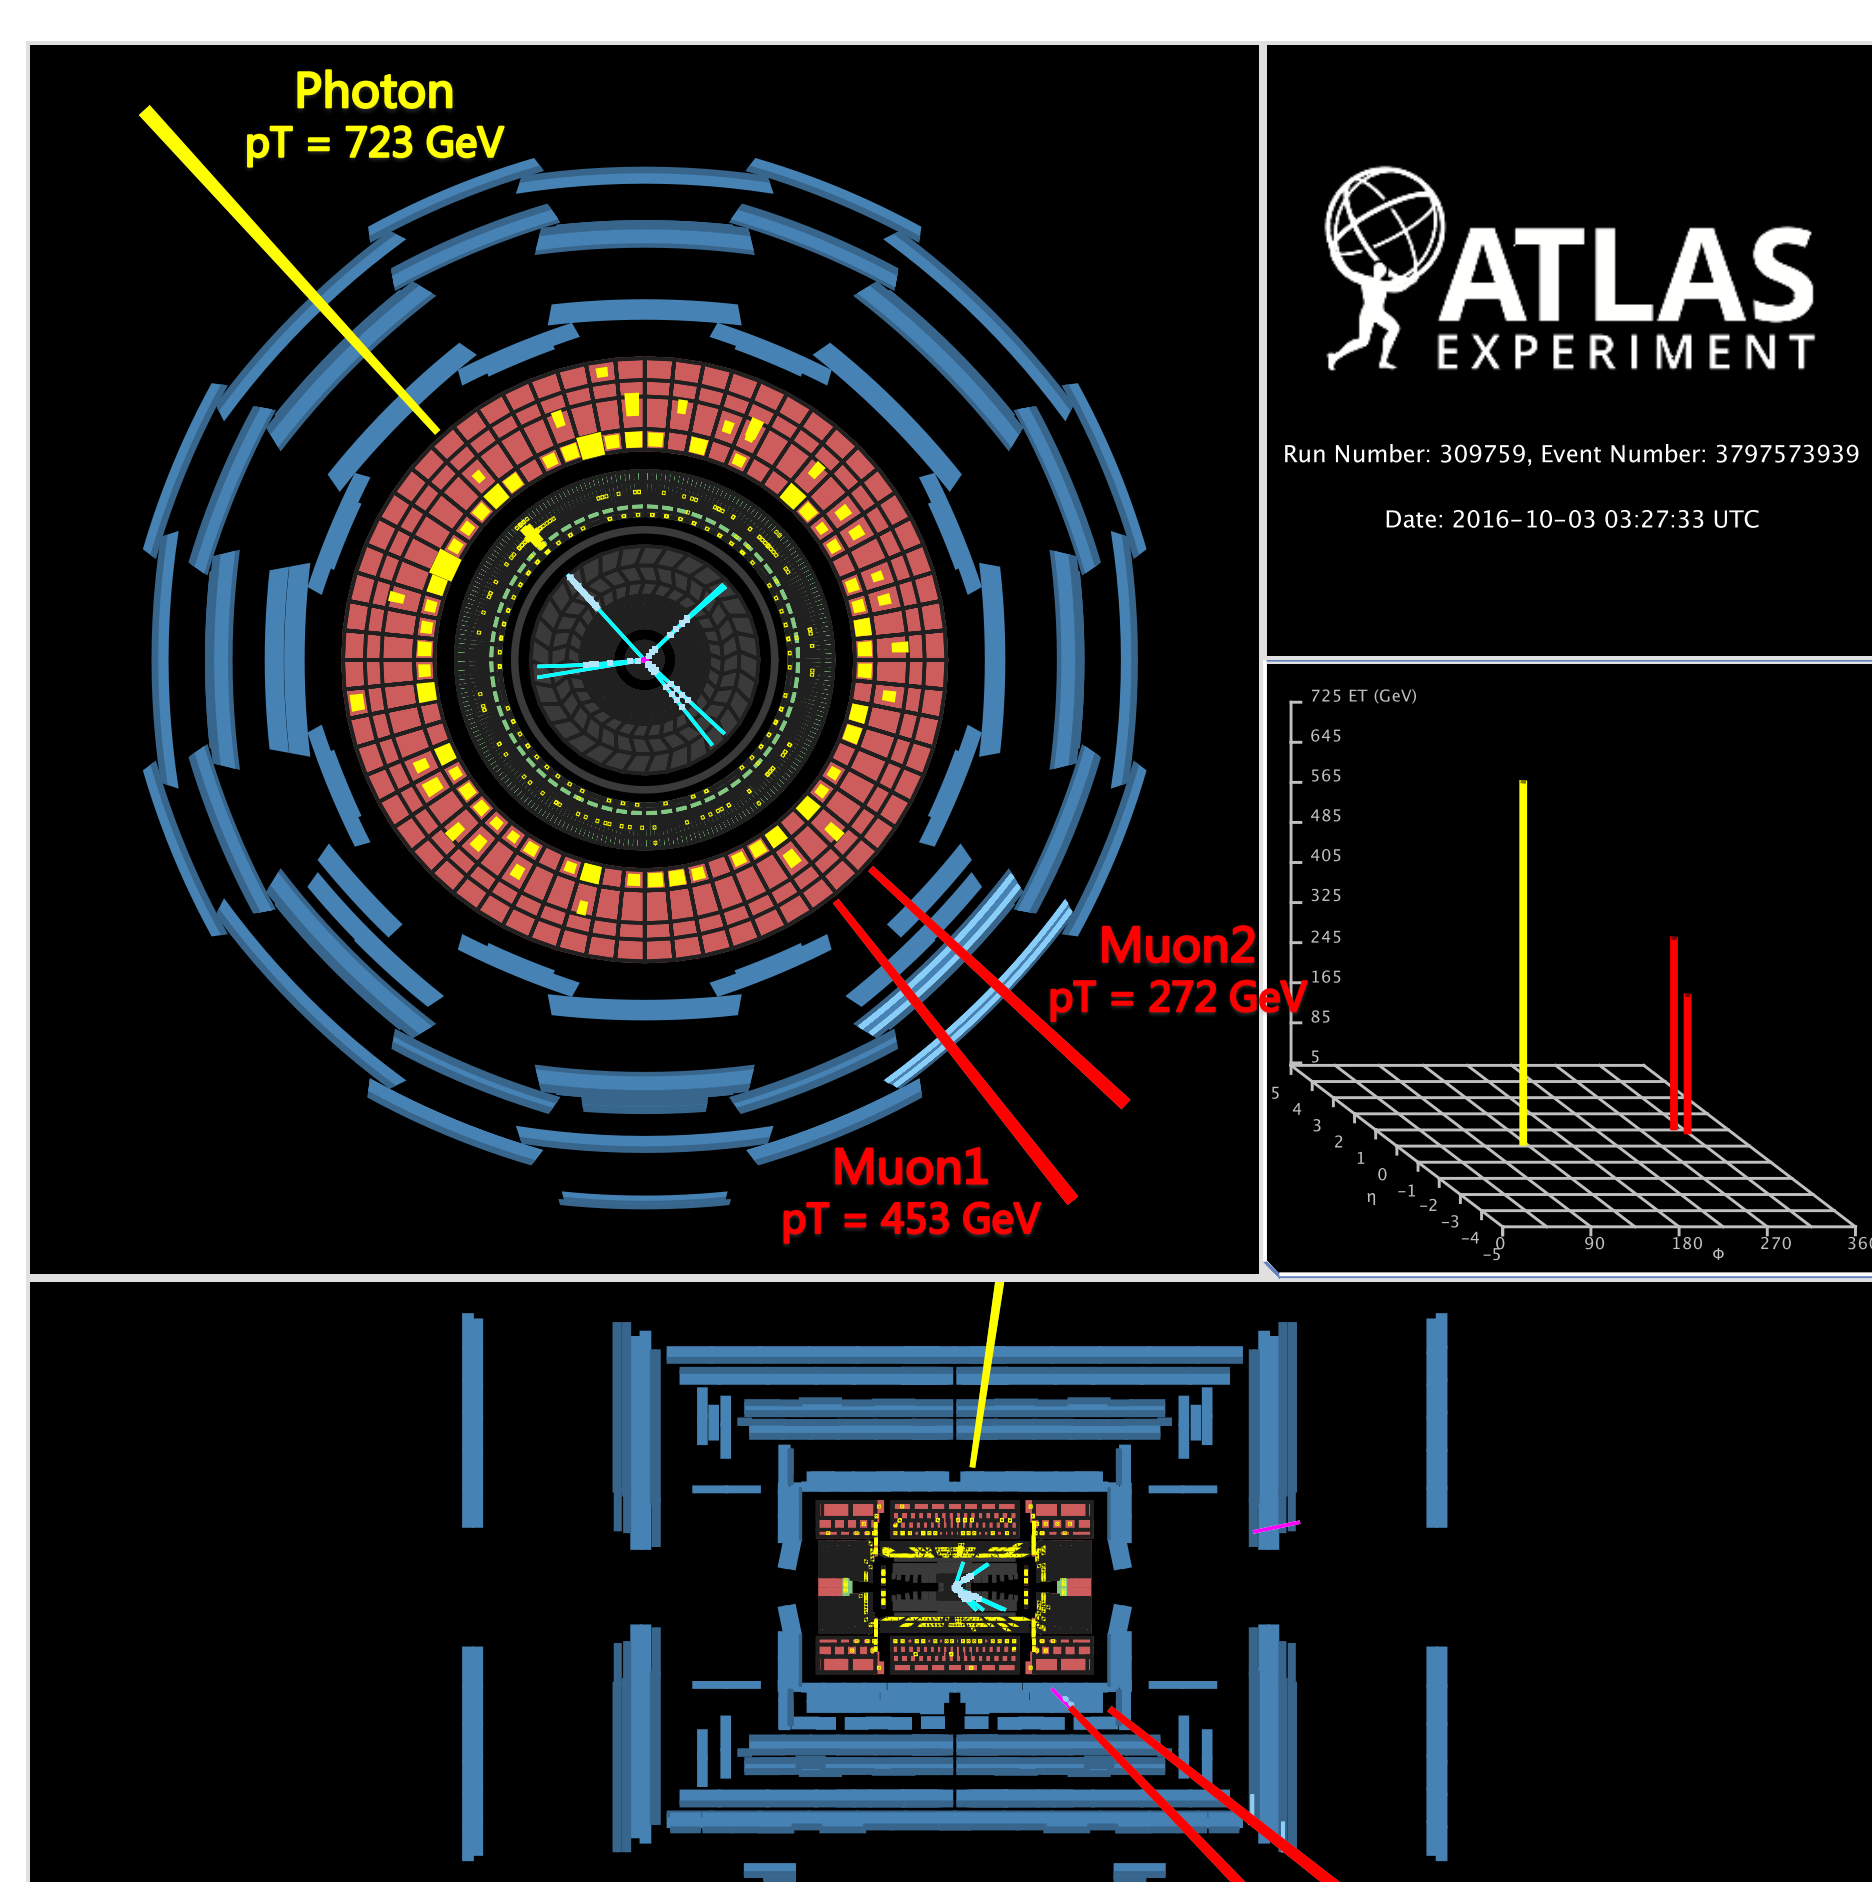 Photon
pT = 723 GeV
Muon2
pT = 272 GeV
Muon1
pT = 453 GeV
ATLAS
EXPERIMENT
Run Number: 309759, Event Number: 3797573939
Date: 2016-10-03 03:27:33 UTC
725 ET (GeV)
645
565
485
405
325
245
165
85
5
5
4
3
2
1
0
η
-1
-2
-3
-4
-5
0
90
180
Φ
270
360